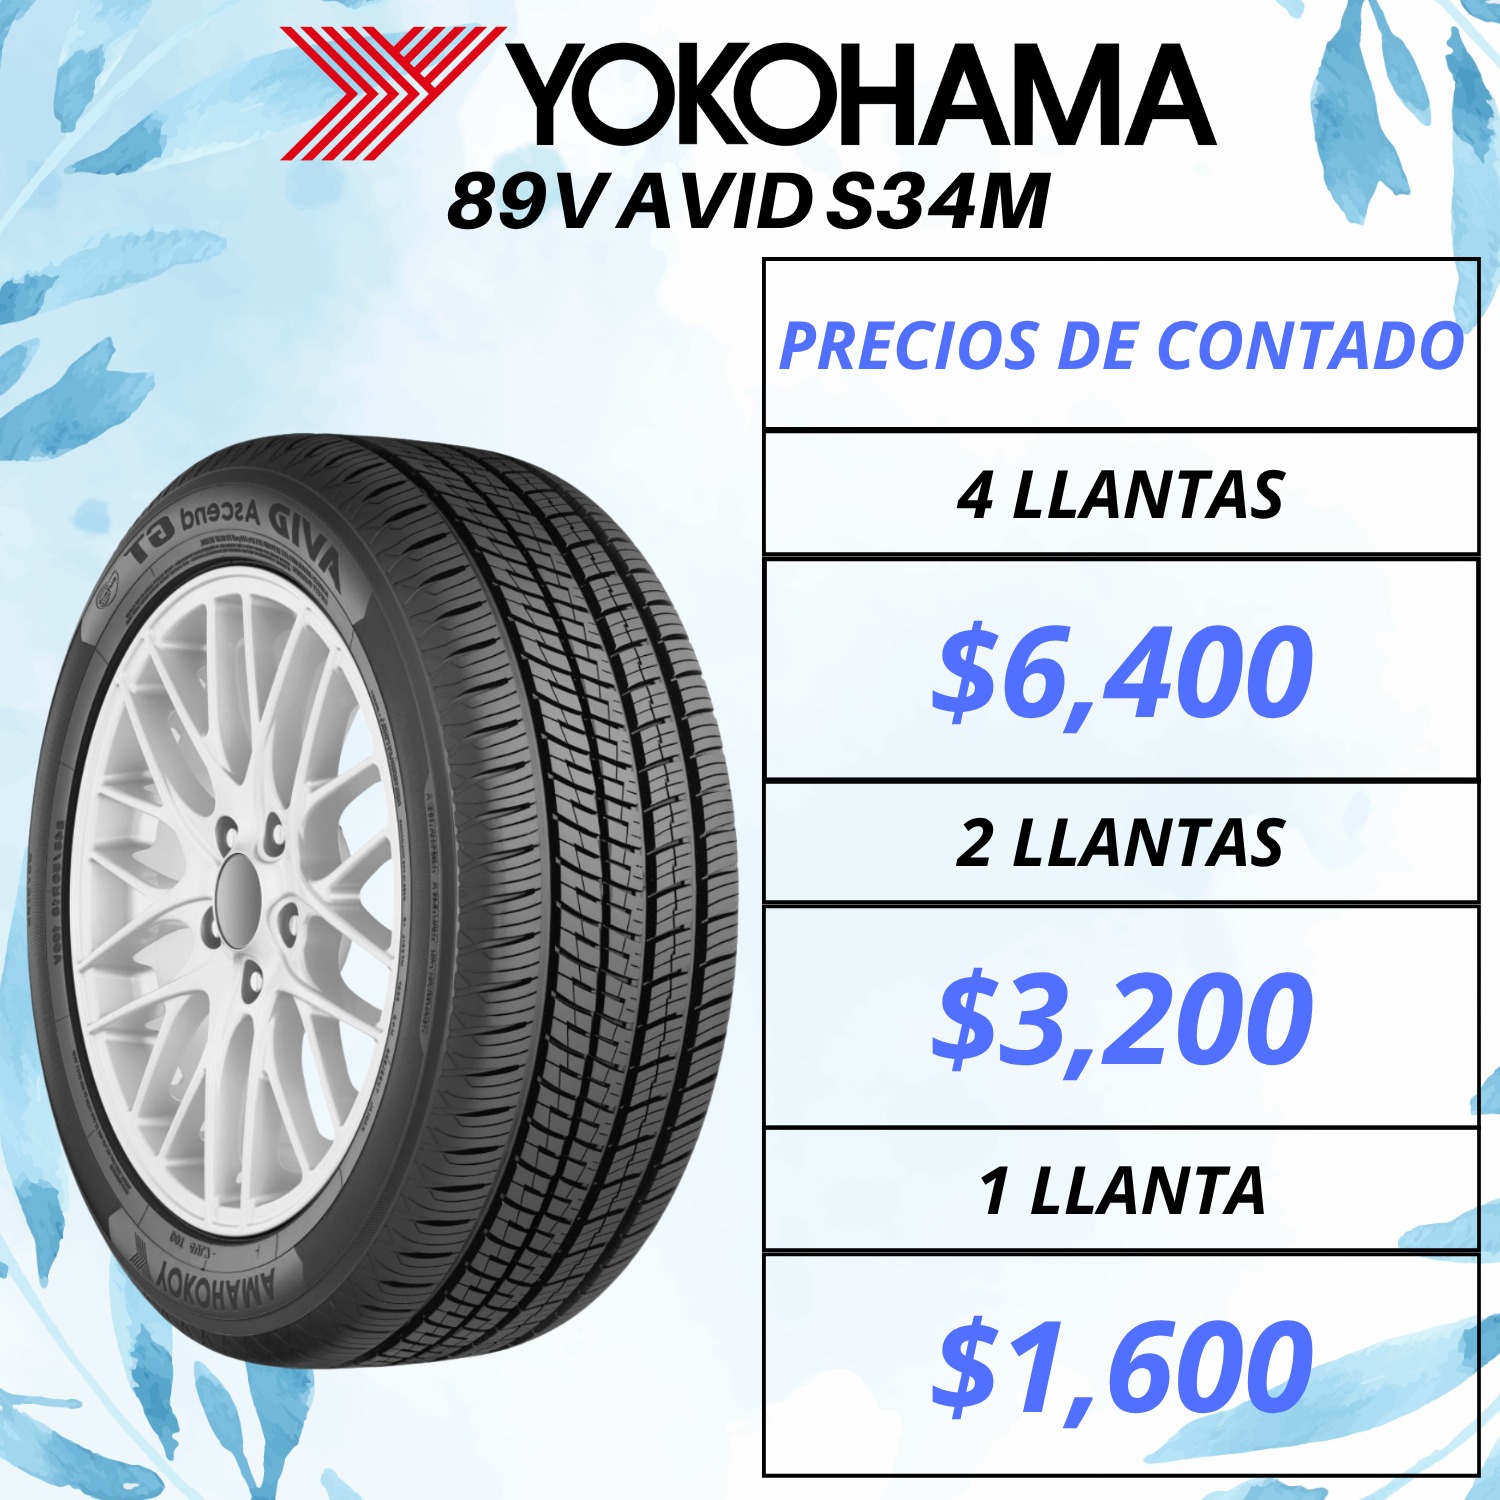 YOKOHAMA
89V AVID S34M
PRECIOS DE CONTADO
4 LLANTAS
$6,400
2 LLANTAS
$3,200
1 LLANTA
$1,600
AVID Ascend GT
YOKOHAMA